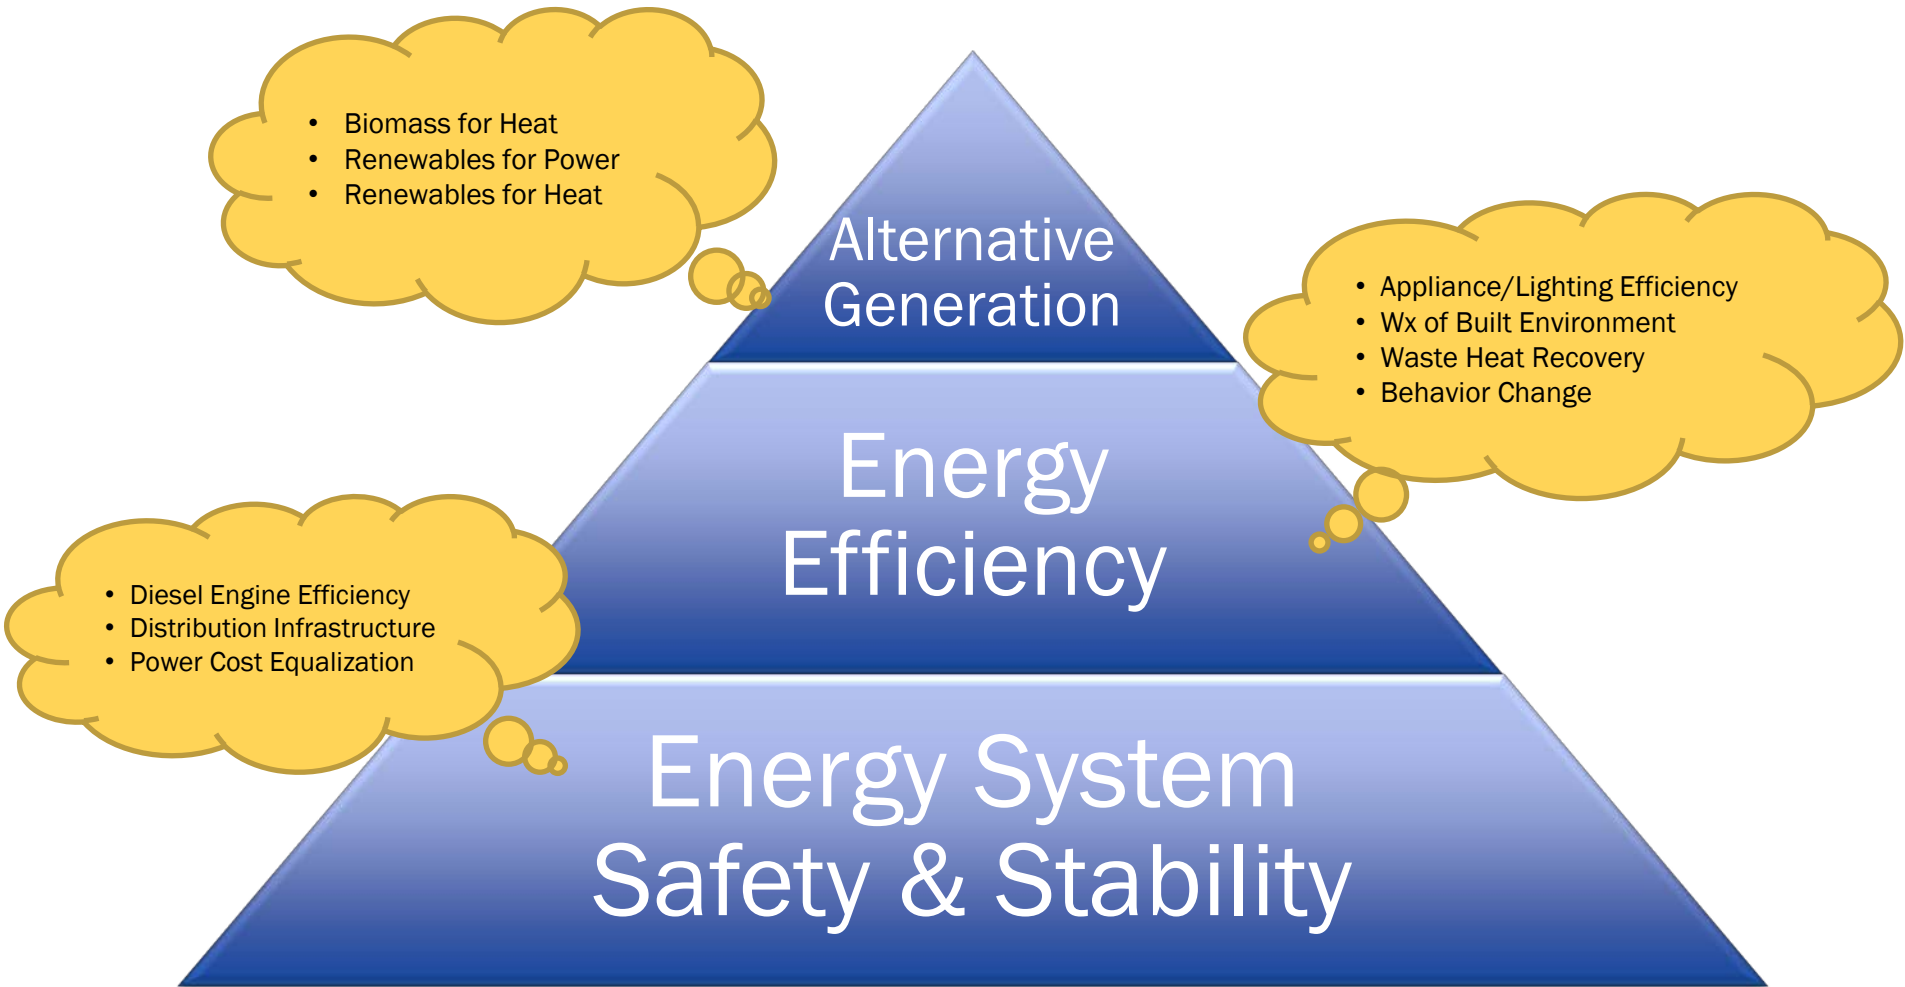 • Biomass for Heat
• Renewables for Power
• Renewables for Heat
Alternative
Generation
• Appliance/Lighting Efficiency
• Wx of Built Environment
• Waste Heat Recovery
• Behavior Change
Energy
Efficiency
• Diesel Engine Efficiency
• Distribution Infrastructure
• Power Cost Equalization
Energy System
Safety & Stability